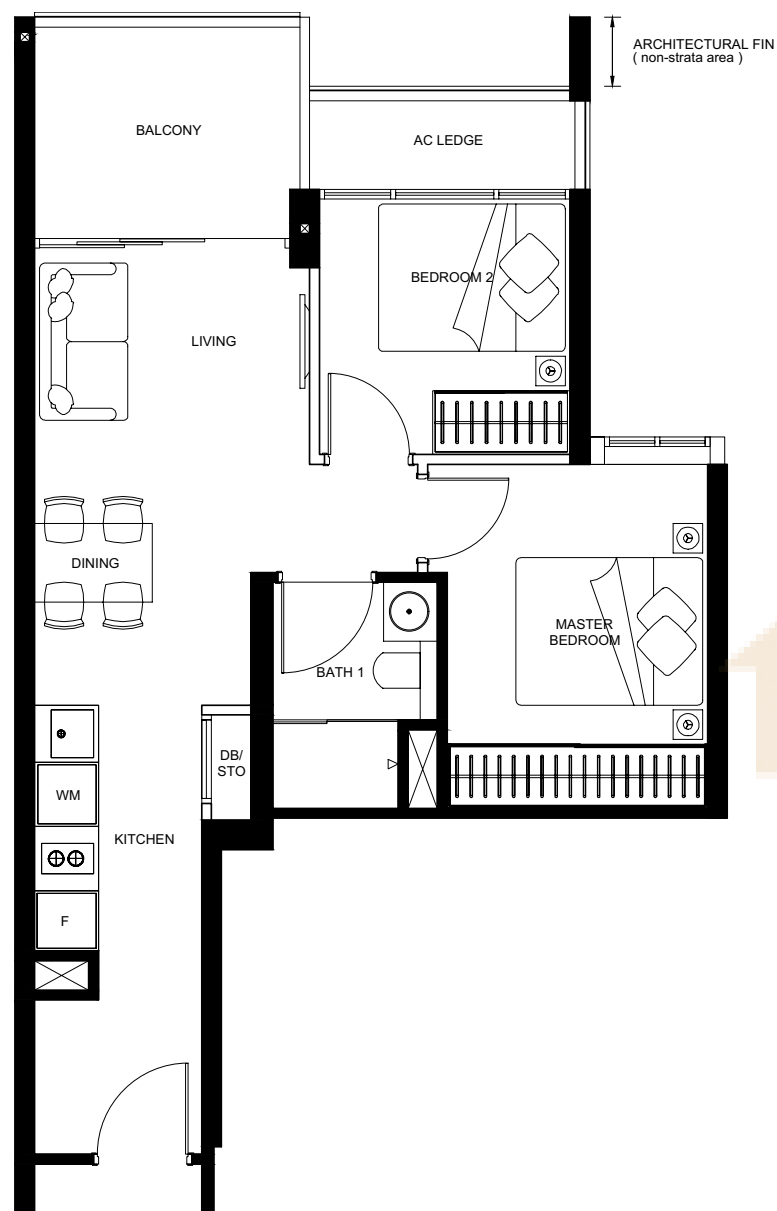 ARCHITECTURAL FIN
( non-strata area )
BALCONY
AC LEDGE
BEDROOM 2
LIVING
DINING
MASTER
BEDROOM
BATH 1
DB/
STO
WM
KITCHEN
F